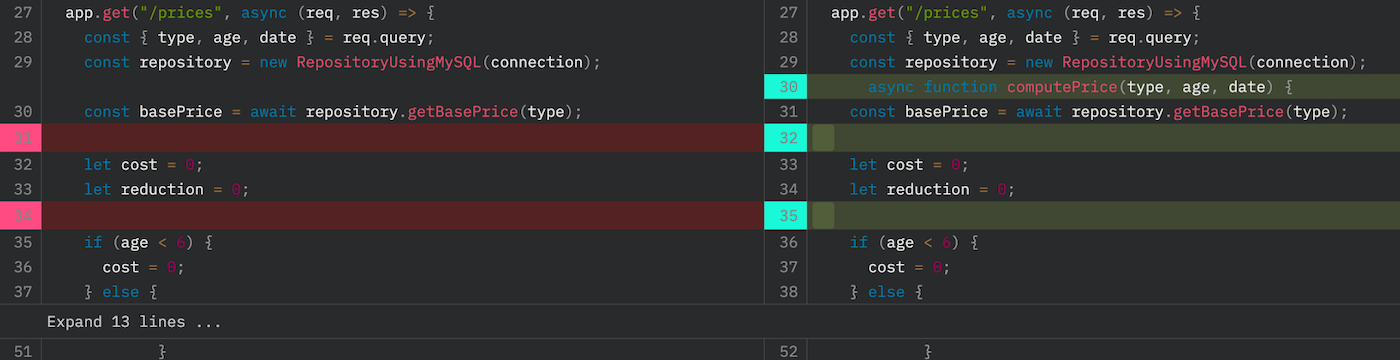 27 app.get("/prices", async (req, res) => {
28 const { type, age, date } = req.query;
29 const repository = new RepositoryUsingMySQL(connection);
30 const basePrice = await repository.getBasePrice(type);
31
32 let cost = 0;
33 let reduction = 0;
34
35 if (age < 6) {
36 cost = 0;
37 } else {
Expand 13 lines ...
51 }
27 app.get("/prices", async (req, res) => {
28 const { type, age, date } = req.query;
29 const repository = new RepositoryUsingMySQL(connection);
30 async function computePrice(type, age, date) {
31 const basePrice = await repository.getBasePrice(type);
32
33 let cost = 0;
34 let reduction = 0;
35
36 if (age < 6) {
37 cost = 0;
38 } else {
52 }